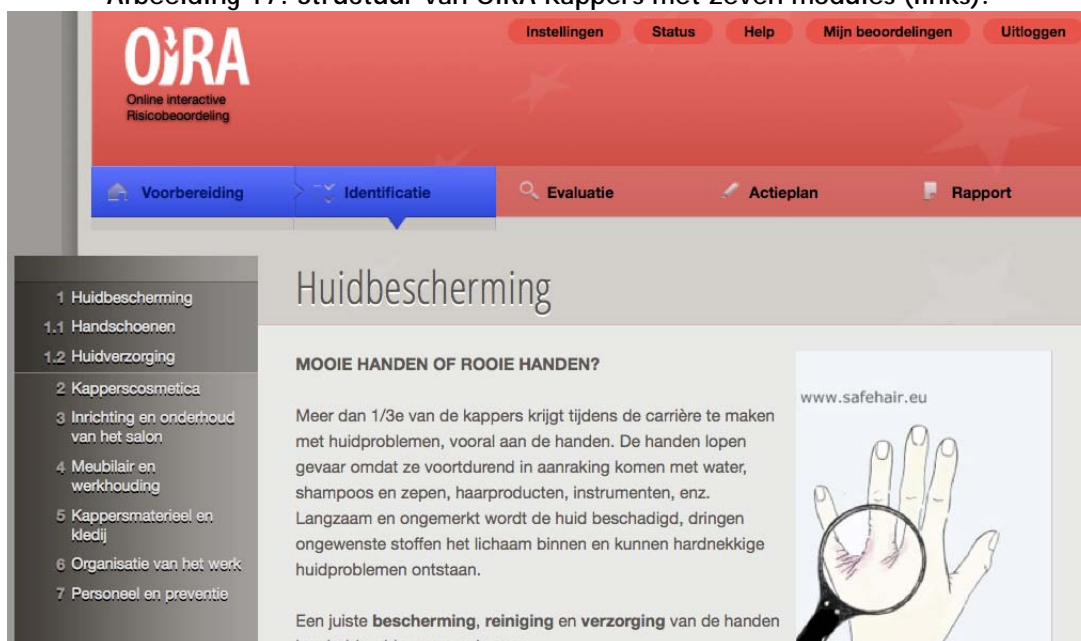 Afbeelding 17: Structuur van OiRA Kappers met zeven modules (links).
Instellingen Status Help Mijn beoordelingen Uitloggen
OiRA
Online interactive
Risicobeoordeling
Voorbereiding Identificatie Evaluatie Actieplan Rapport
1 Huidbescherming
1.1 Handschoenen
1.2 Huidverzorging
2 Kapperscosmetica
3 Inrichting en onderhoud
van het salon
4 Meubilair en
werkhouding
5 Kappersmaterieel en
kledij
6 Organisatie van het werk
7 Personeel en preventie
Huidbescherming
MOOIE HANDEN OF ROOIE HANDEN?
Meer dan 1/3e van de kappers krijgt tijdens de carrière te maken
met huidproblemen, vooral aan de handen. De handen lopen
gevaar omdat ze voortdurend in aanraking komen met water,
shampoos en zepen, haarproducten, instrumenten, enz.
Langzaam en ongemerkt wordt de huid beschadigd, dringen
ongewenste stoffen het lichaam binnen en kunnen hardnekkige
huidproblemen ontstaan.
Een juiste bescherming, reiniging en verzorging van de handen
www.safehair.eu